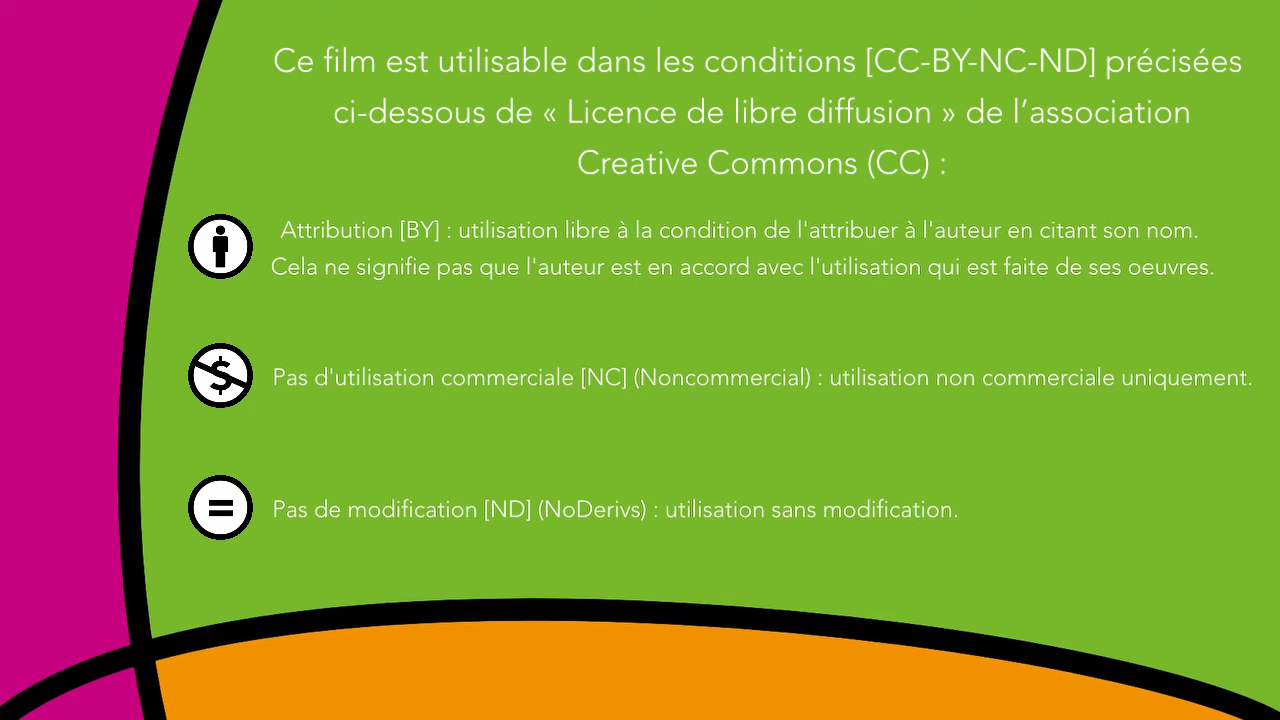 Ce film est utilisable dans les conditions [CC-BY-NC-ND] précisées
ci-dessous de « Licence de libre diffusion » de l’association
Creative Commons (CC) :
Attribution [BY] : utilisation libre à la condition de l'attribuer à l'auteur en citant son nom.
Cela ne signifie pas que l'auteur est en accord avec l'utilisation qui est faite de ses oeuvres.
Pas d'utilisation commerciale [NC] (Noncommercial) : utilisation non commerciale uniquement.
Pas de modification [ND] (NoDerivs) : utilisation sans modification.